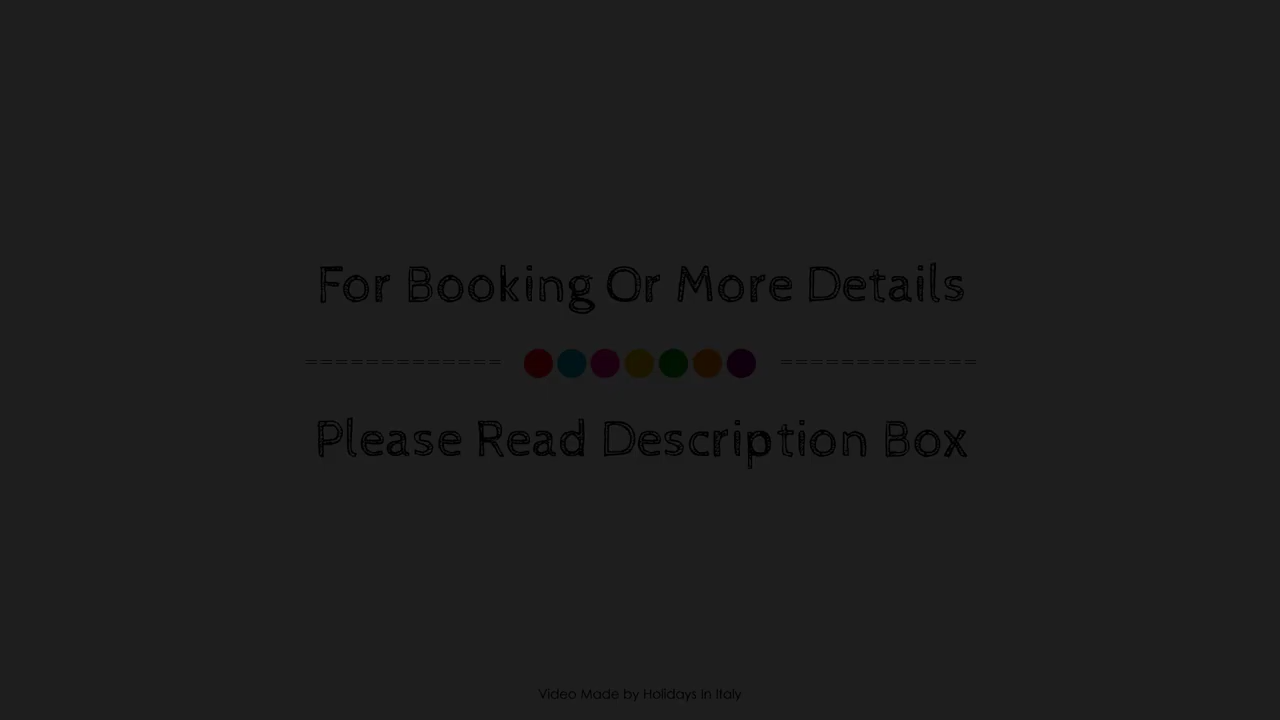 For Booking Or More Details
============= =============
Please Read Description Box
Video Made by Holidays In Italy